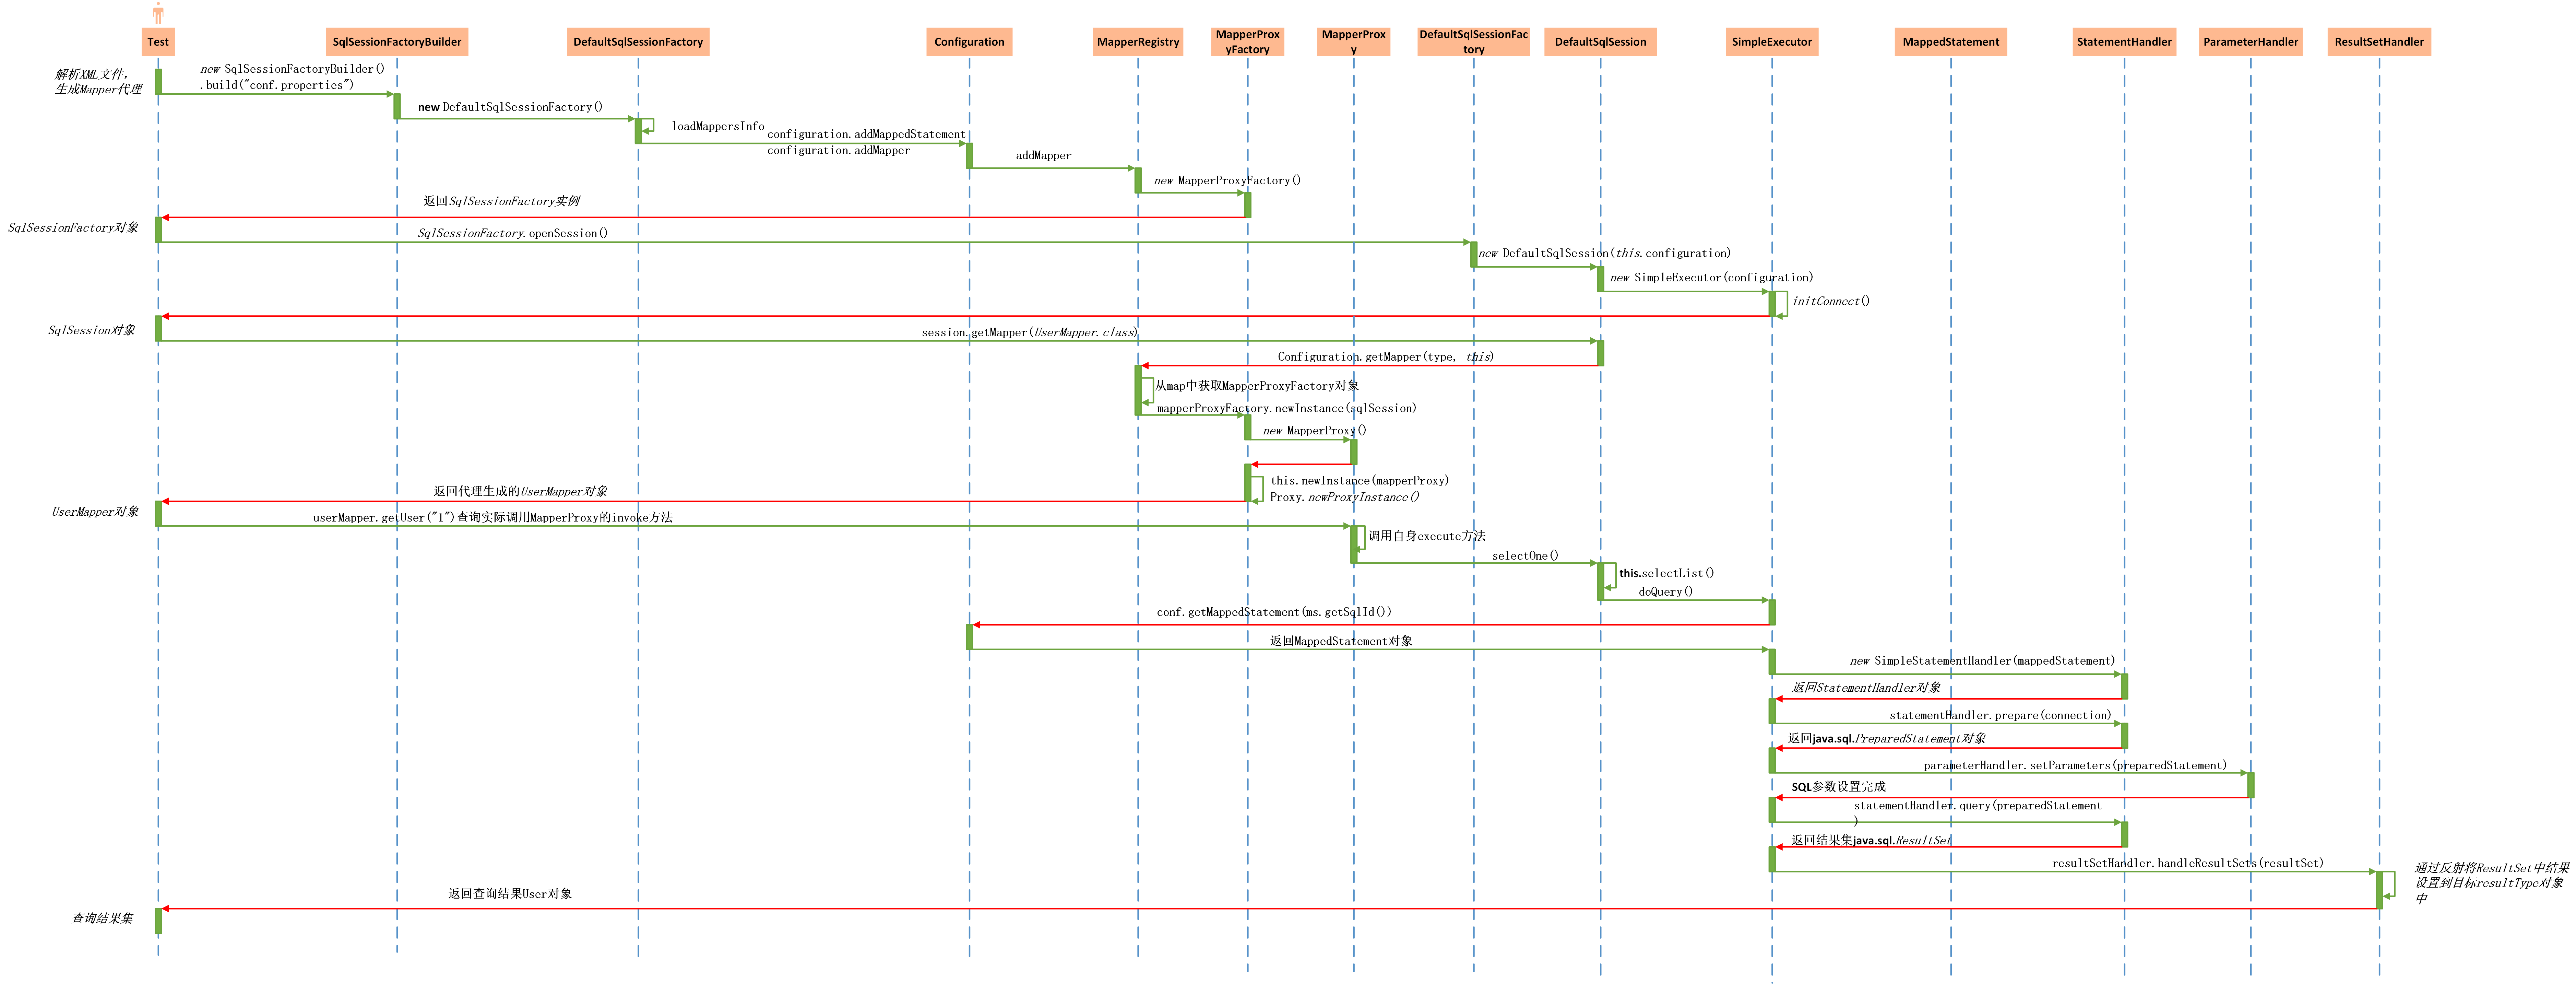 Test
SqlSessionFactoryBuilder
DefaultSqlSessionFactory
Configuration
MapperRegistry
MapperProx
yFactory
MapperProx
y
DefaultSqlSessionFac
tory
DefaultSqlSession
SimpleExecutor
MappedStatement
StatementHandler
ParameterHandler
ResultSetHandler
解析XML文件，
生成Mapper代理
new SqlSessionFactoryBuilder()
.build("conf.properties")
new DefaultSqlSessionFactory()
loadMappersInfo
configuration.addMappedStatement
configuration.addMapper
addMapper
new MapperProxyFactory()
返回SqlSessionFactory实例
SqlSessionFactory对象
SqlSessionFactory.openSession()
new DefaultSqlSession(this.configuration)
new SimpleExecutor(configuration)
initConnect()
SqlSession对象
session.getMapper(UserMapper.class)
Configuration.getMapper(type, this)
从map中获取MapperProxyFactory对象
mapperProxyFactory.newInstance(sqlSession)
new MapperProxy()
this.newInstance(mapperProxy)
Proxy.newProxyInstance()
返回代理生成的UserMapper对象
UserMapper对象
userMapper.getUser("1")查询实际调用MapperProxy的invoke方法
调用自身execute方法
selectOne()
this.selectList()
doQuery()
conf.getMappedStatement(ms.getSqlId())
返回MappedStatement对象
new SimpleStatementHandler(mappedStatement)
返回StatementHandler对象
statementHandler.prepare(connection)
返回java.sql.PreparedStatement对象
parameterHandler.setParameters(preparedStatement)
SQL参数设置完成
statementHandler.query(preparedStatement
)
返回结果集java.sql.ResultSet
resultSetHandler.handleResultSets(resultSet)
通过反射将ResultSet中结果
设置到目标resultType对象
中
返回查询结果User对象
查询结果集